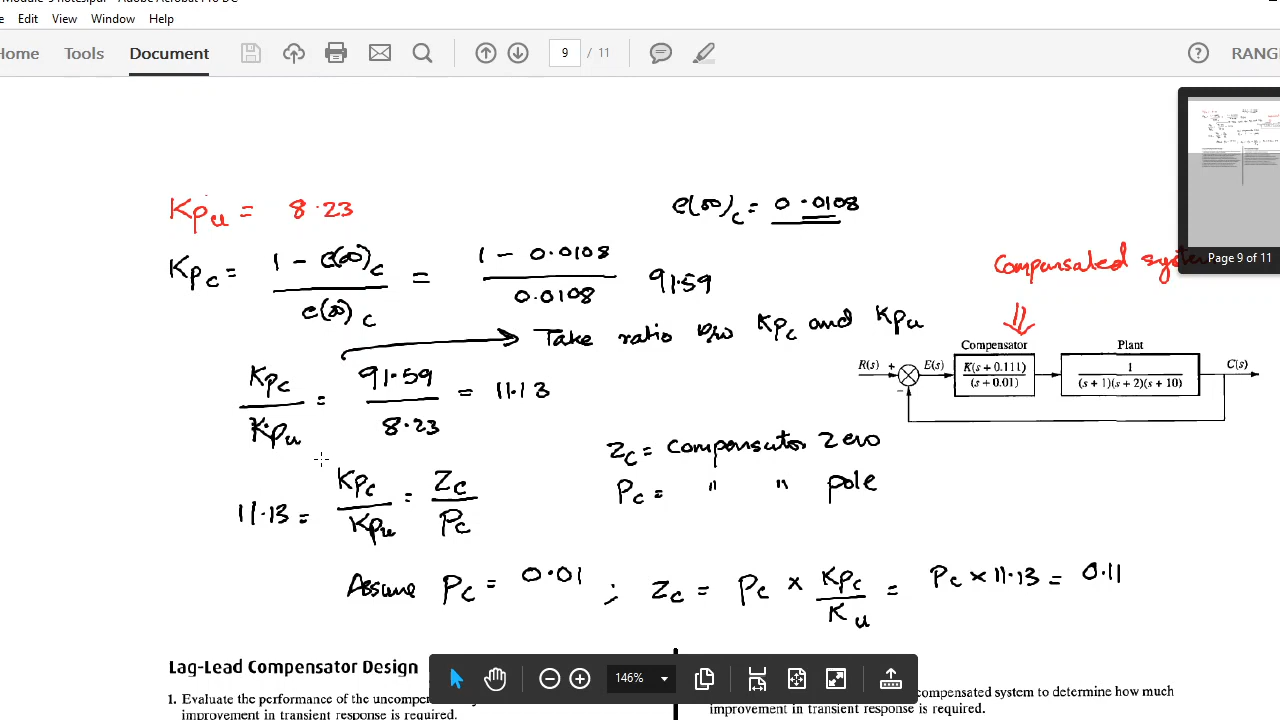 Edit View Window Help
Home Tools Document 9 / 11 RANG
Kpu = 8.23
e(∞)c = 0.0108
Kpc = 1 - e(∞)c / e(∞)c = 1 - 0.0108 / 0.0108 91.59
Compensated syste
Page 9 of 11
Take ratio b/w Kpc and Kpu
Kpc / Kpu = 91.59 / 8.23 = 11.13
Compensator Plant
R(s) + E(s) K(s + 0.111) / (s + 0.01) 1 / (s + 1)(s + 2)(s + 10) C(s)
−
Zc = compensator Zero
Pc = " " pole
11.13 = Kpc / Kpu = Zc / Pc
Assume Pc = 0.01 ; Zc = Pc × Kpc / Ku = Pc × 11.13 = 0.11
Lag-Lead Compensator Design
146%
1. Evaluate the performance of the uncompen
improvement in transient response is required.
compensated system to determine how much
improvement in transient response is required.